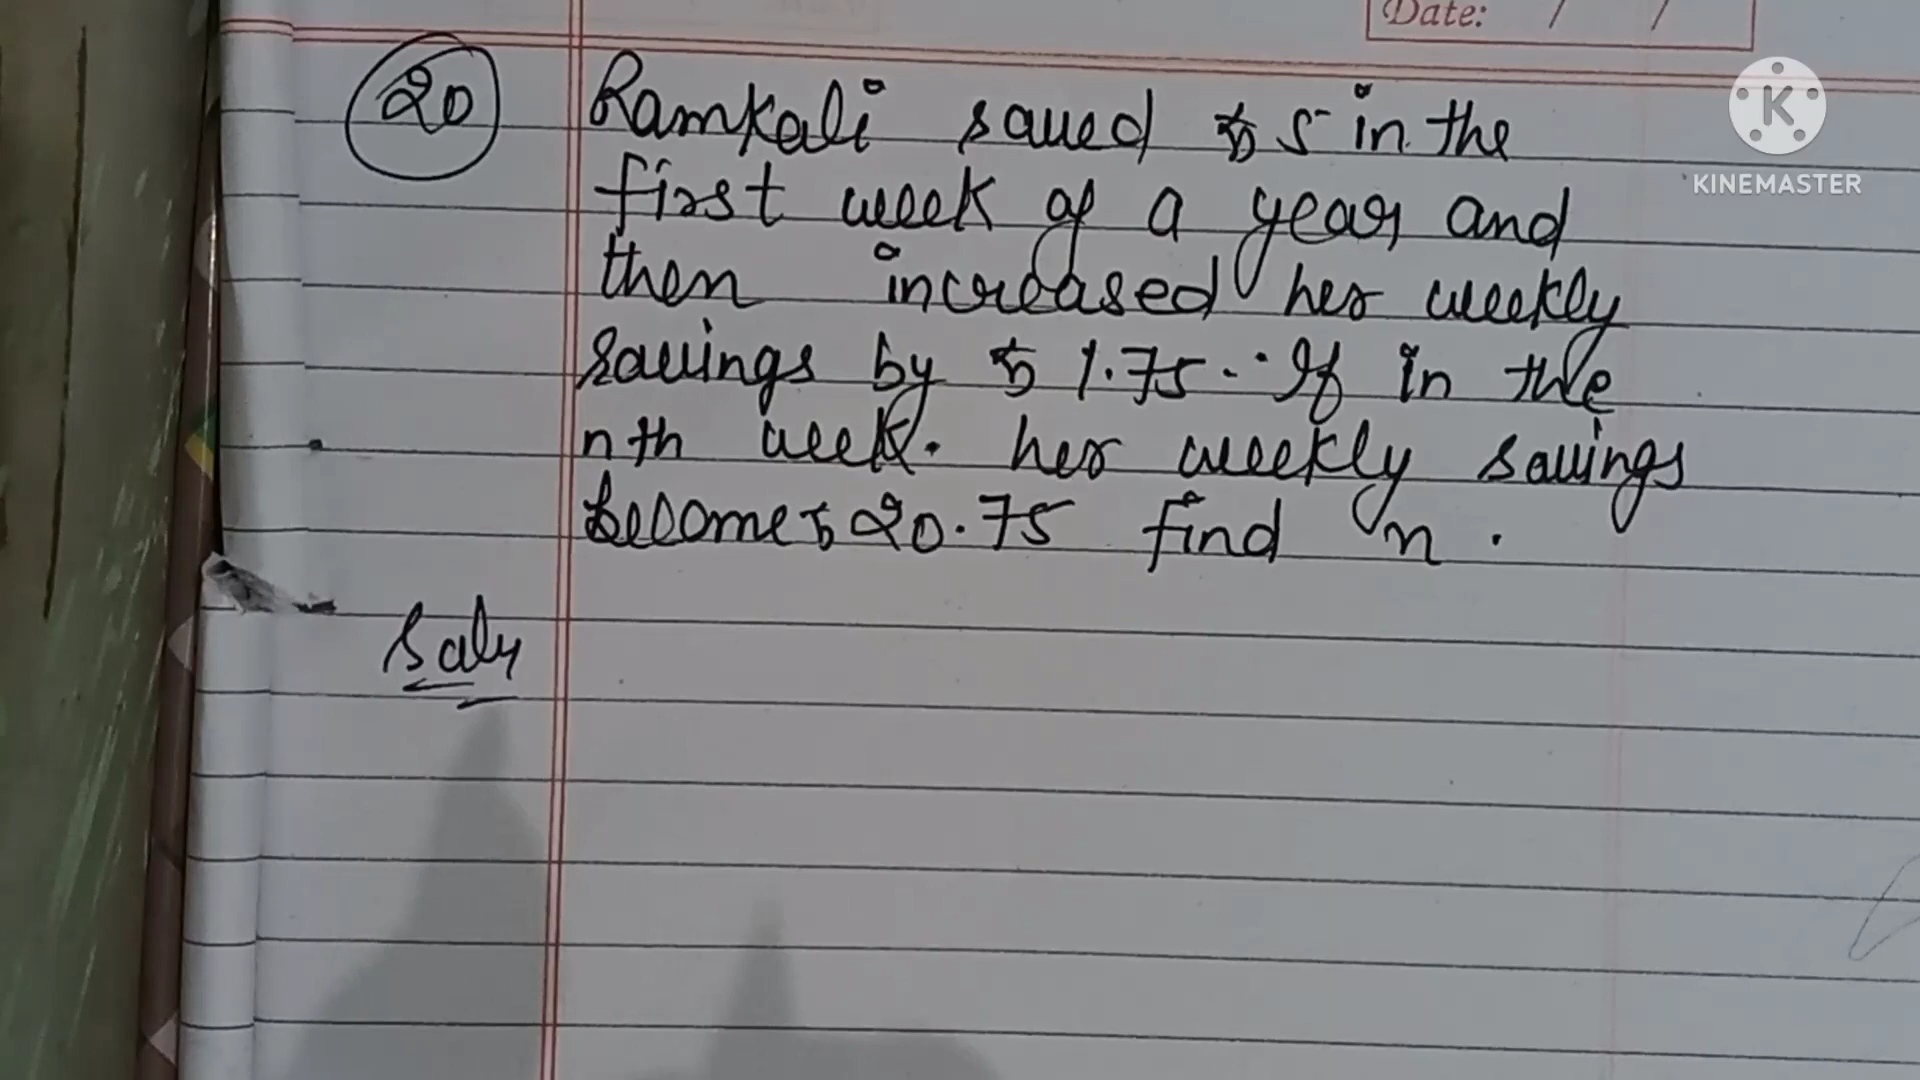 Date: / /
KINEMASTER
20 Ramkali saved ₹ 5 in the
first week of a year and
then increased her weekly
savings by ₹ 1.75. If in the
nth week. her weekly savings
become ₹ 20.75 find n.
Soln